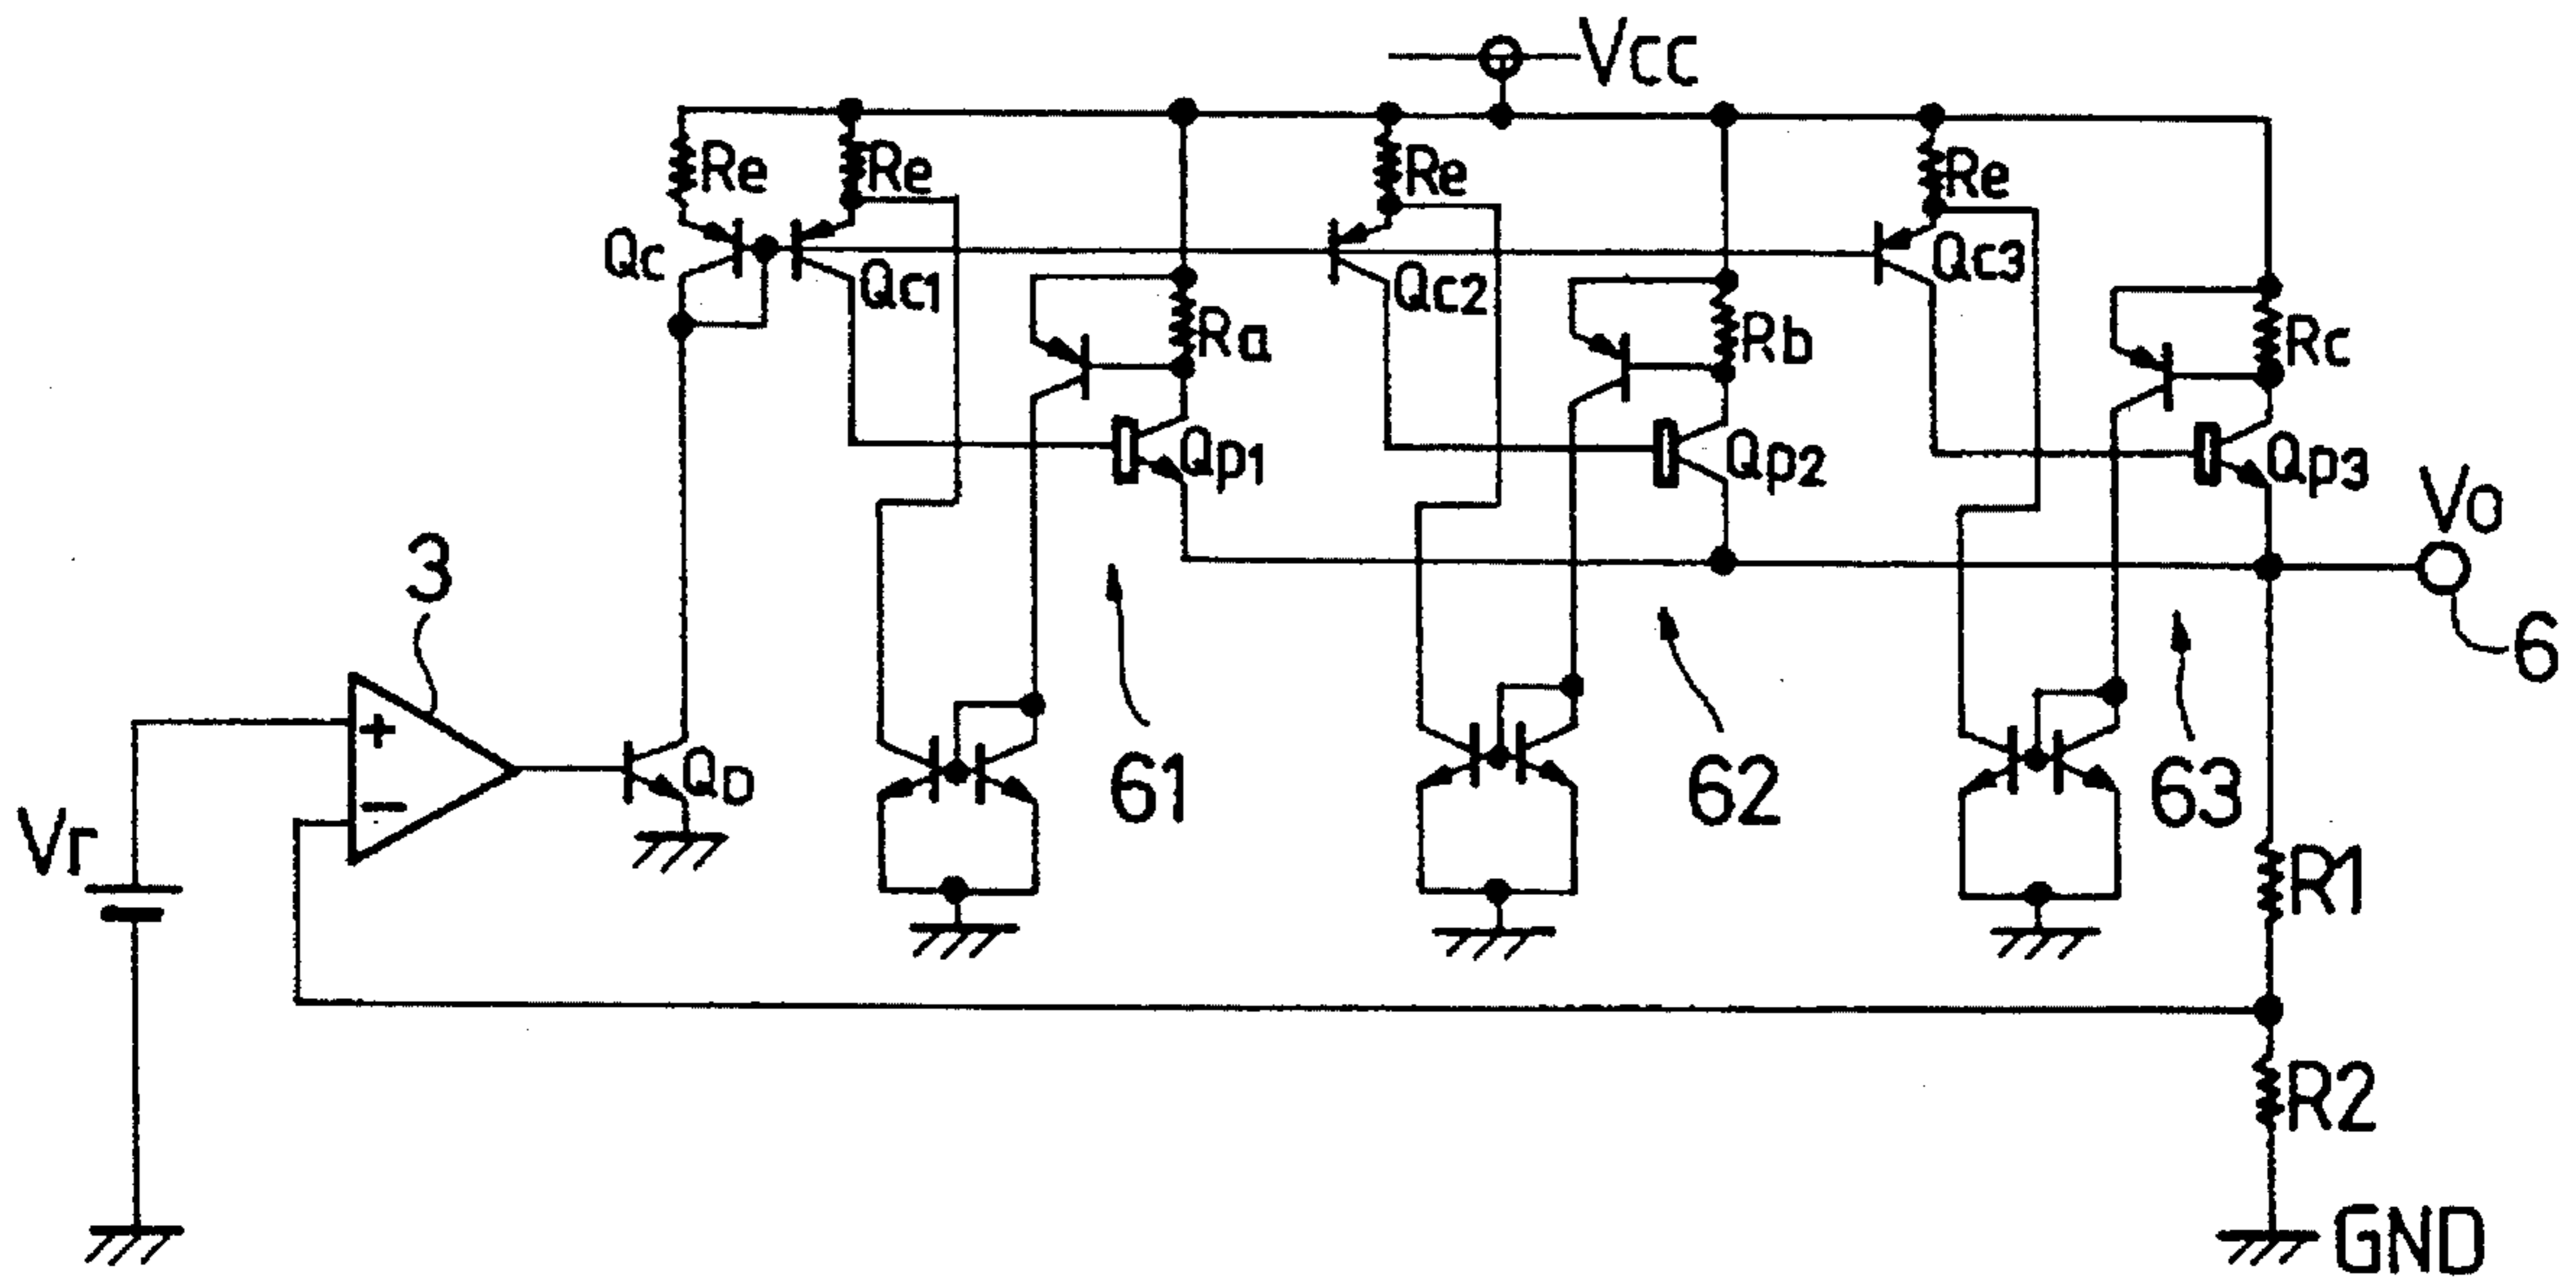 Vcc
Re
Re
Re
Re
Qc
Qc1
Qc2
Qc3
Ra
Rb
Rc
Qp1
Qp2
Qp3
Vo
3
6
+
−
QD
61
62
63
Vr
R1
R2
GND